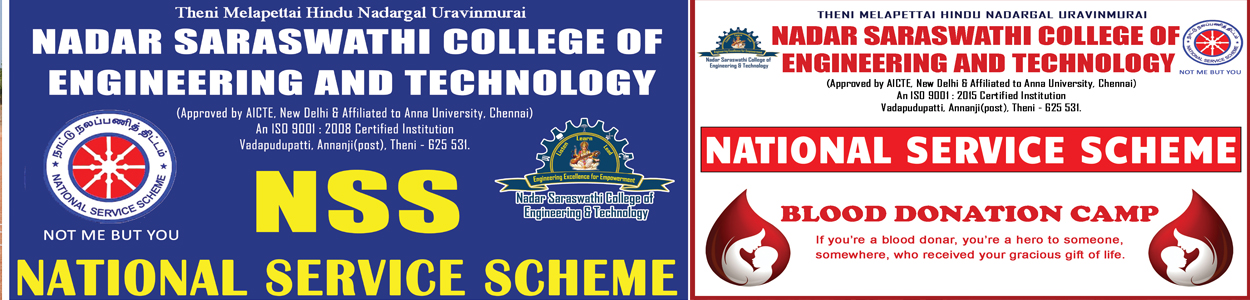 Theni Melapettai Hindu Nadargal Uravinmurai
NADAR SARASWATHI COLLEGE OF
ENGINEERING AND TECHNOLOGY
(Approved by AICTE, New Delhi & Affiliated to Anna University, Chennai)
An ISO 9001 : 2008 Certified Institution
Vadapudupatti, Annanji(post), Theni - 625 531.
நாட்டு நலப்பணித் திட்டம்
NATIONAL SERVICE SCHEME
NOT ME BUT YOU
NSS
Listen Learn Lead
Engineering Excellence for Empowerment
Nadar Saraswathi College of
Engineering & Technology
NATIONAL SERVICE SCHEME
THENI MELAPETTAI HINDU NADARGAL URAVINMURAI
NADAR SARASWATHI COLLEGE OF
ENGINEERING AND TECHNOLOGY
(Approved by AICTE, New Delhi & Affiliated to Anna University, Chennai)
An ISO 9001 : 2015 Certified Institution
Vadapudupatti, Annanji(post), Theni - 625 531.
Nadar Saraswathi College of
Engineering & Technology
NOT ME BUT YOU
NATIONAL SERVICE SCHEME
BLOOD DONATION CAMP
If you're a blood donar, you're a hero to someone,
somewhere, who received your gracious gift of life.